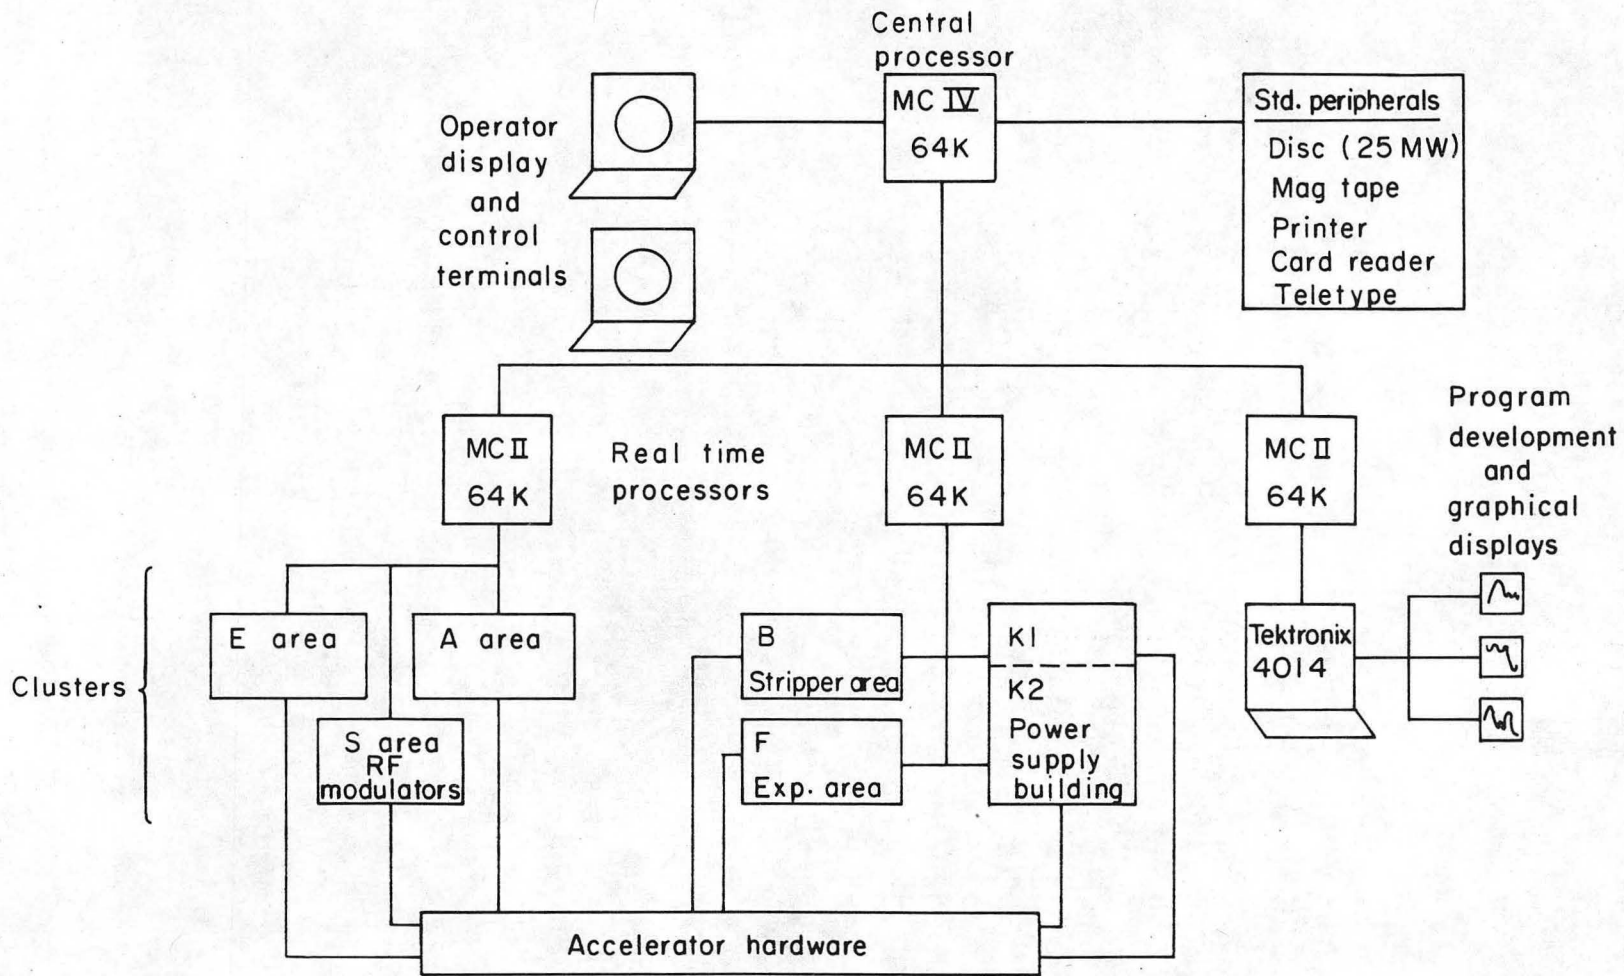 Central
processor
MC IV
64K
Operator
display
and
control
terminals
Std. peripherals
Disc (25 MW)
Mag tape
Printer
Card reader
Teletype
MC II
64K
Real time
processors
MC II
64K
MC II
64K
Program
development
and
graphical
displays
Clusters
E area
A area
S area
RF
modulators
B
Stripper area
F
Exp. area
K1
K2
Power
supply
building
Tektronix
4014
Accelerator hardware